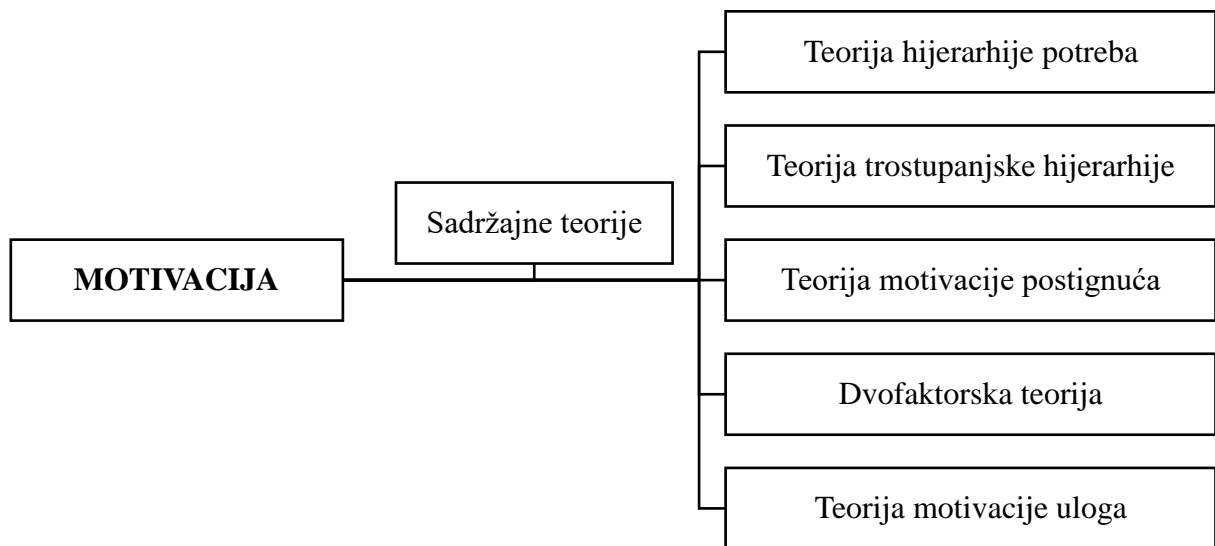 MOTIVACIJA
Sadržajne teorije
Teorija hijerarhije potreba
Teorija trostupanjske hijerarhije
Teorija motivacije postignuća
Dvofaktorska teorija
Teorija motivacije uloga